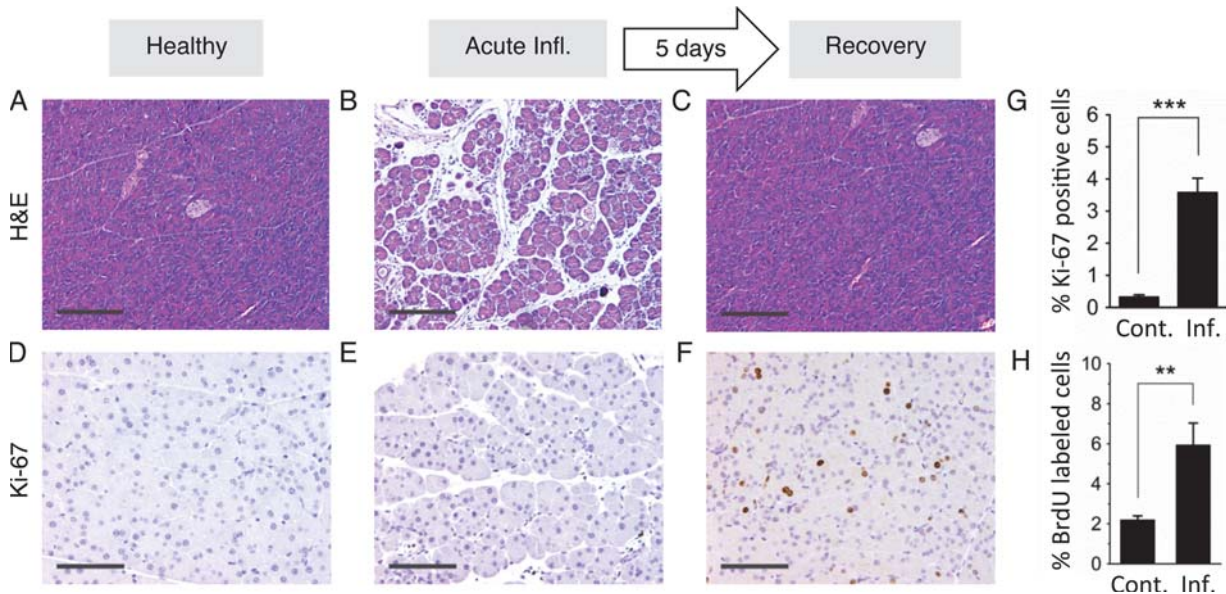 Healthy
Acute Infl.
5 days
Recovery
A
B
C
G
H&E
% Ki-67 positive cells
6
5
4
3
2
1
0
***
Cont. Inf.
D
E
F
H
Ki-67
% BrdU labeled cells
10
8
6
4
2
0
**
Cont. Inf.